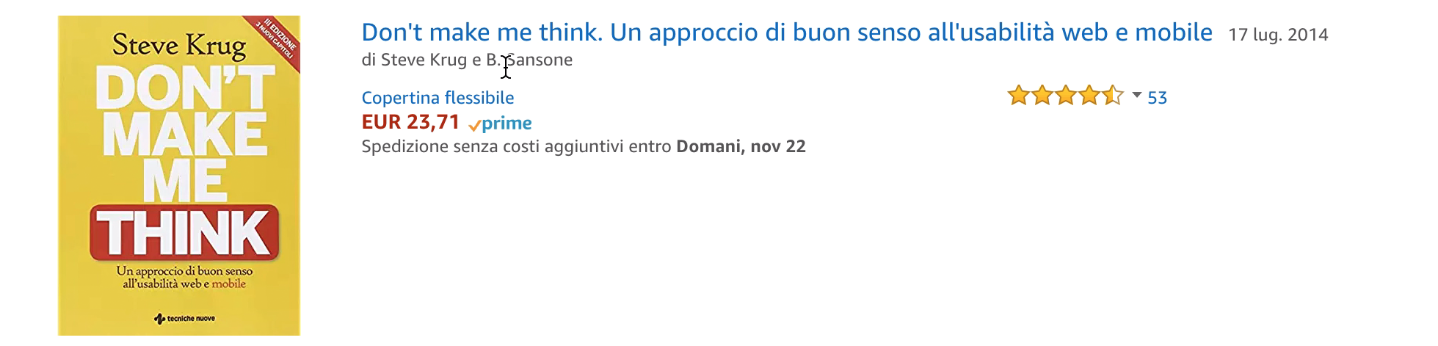 Steve Krug
III EDIZIONE
3 NUOVI CAPITOLI
DON'T
MAKE
ME
THINK
Un approccio di buon senso
all'usabilità web e mobile
tecniche nuove
Don't make me think. Un approccio di buon senso all'usabilità web e mobile 17 lug. 2014
di Steve Krug e B. Sansone
Copertina flessibile
53
EUR 23,71 prime
Spedizione senza costi aggiuntivi entro Domani, nov 22